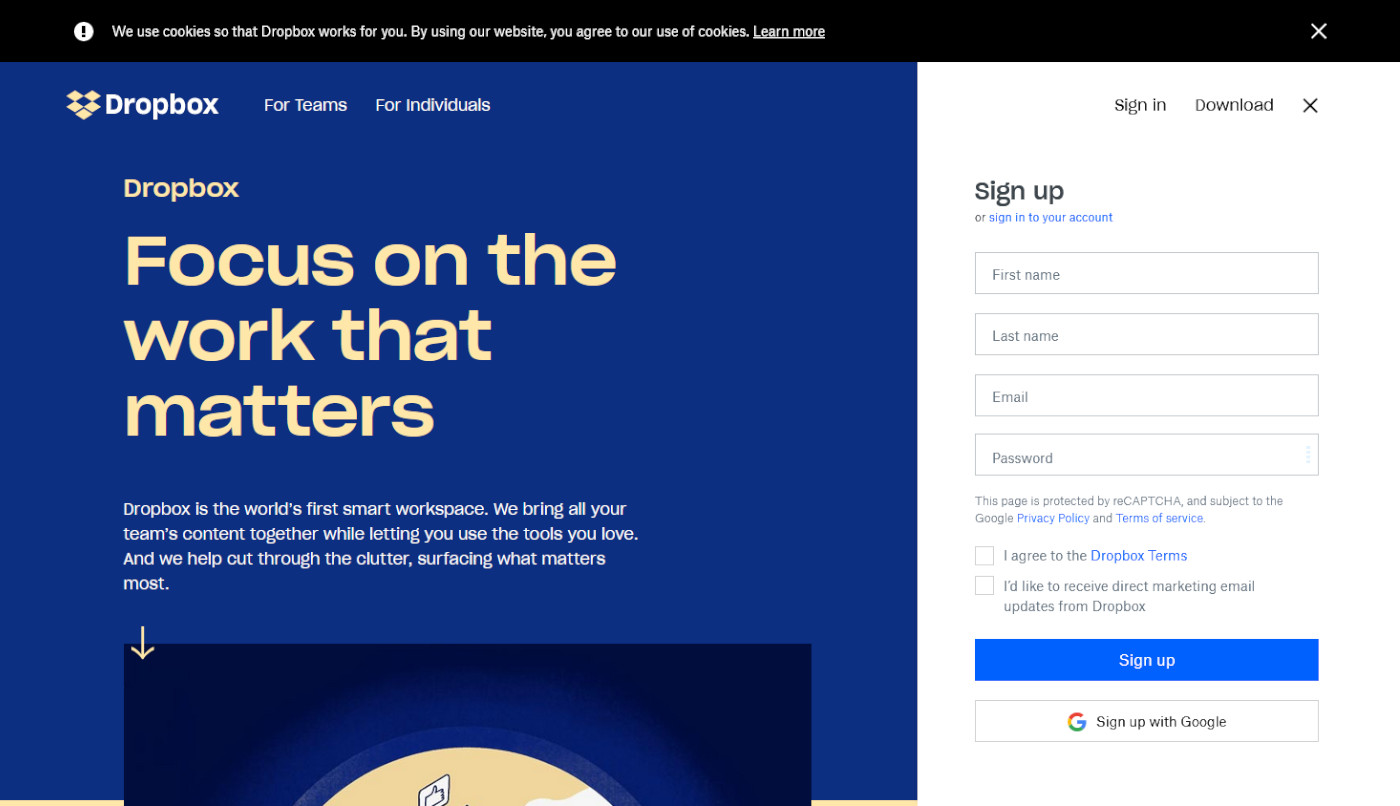 We use cookies so that Dropbox works for you. By using our website, you agree to our use of cookies. Learn more
Dropbox For Teams For Individuals
Sign in Download
Dropbox
Focus on the
work that
matters
Dropbox is the world's first smart workspace. We bring all your
team's content together while letting you use the tools you love.
And we help cut through the clutter, surfacing what matters
most.
Sign up
or sign in to your account
First name
Last name
Email
Password
This page is protected by reCAPTCHA, and subject to the
Google Privacy Policy and Terms of service.
I agree to the Dropbox Terms
I'd like to receive direct marketing email
updates from Dropbox
Sign up
Sign up with Google